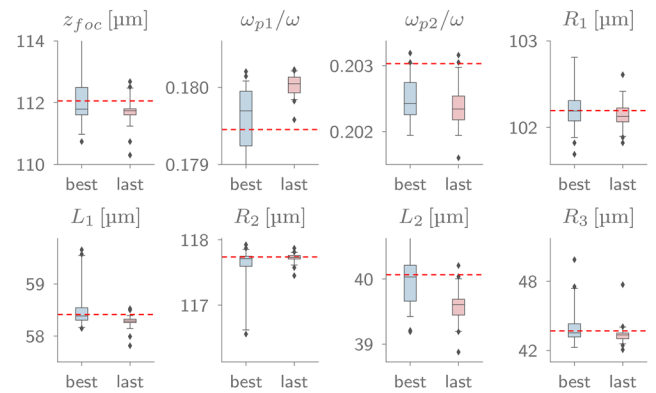 z_foc [µm]
114
112
110
best last
ω_p1/ω
0.180
0.179
best last
ω_p2/ω
0.203
0.202
best last
R_1 [µm]
103
102
best last
L_1 [µm]
59
58
best last
R_2 [µm]
118
117
best last
L_2 [µm]
40
39
best last
R_3 [µm]
48
42
best last